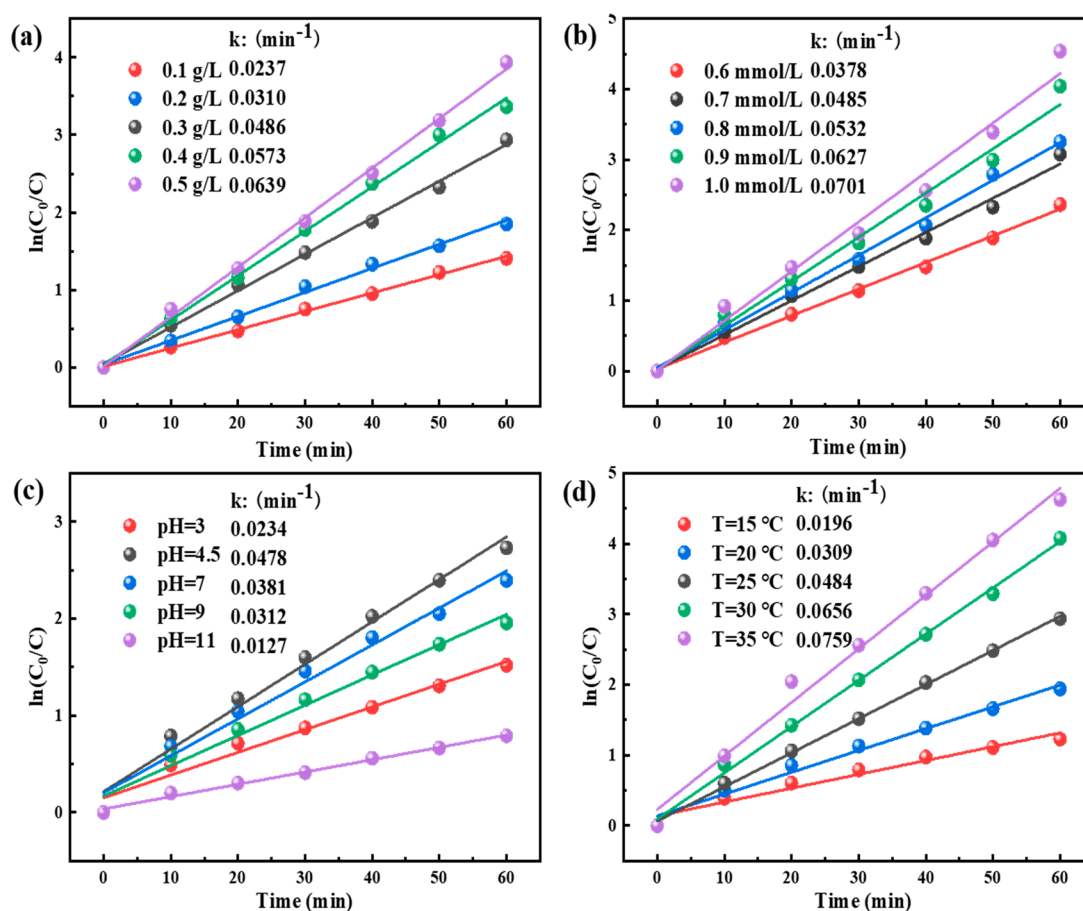 (a)
k: (min⁻¹)
0.1 g/L 0.0237
0.2 g/L 0.0310
0.3 g/L 0.0486
0.4 g/L 0.0573
0.5 g/L 0.0639
4
3
2
1
0
ln(C₀/C)
0 10 20 30 40 50 60
Time (min)
(b)
k: (min⁻¹)
0.6 mmol/L 0.0378
0.7 mmol/L 0.0485
0.8 mmol/L 0.0532
0.9 mmol/L 0.0627
1.0 mmol/L 0.0701
5
4
3
2
1
0
ln(C₀/C)
0 10 20 30 40 50 60
Time (min)
(c)
k: (min⁻¹)
pH=3 0.0234
pH=4.5 0.0478
pH=7 0.0381
pH=9 0.0312
pH=11 0.0127
3
2
1
0
ln(C₀/C)
0 10 20 30 40 50 60
Time (min)
(d)
k: (min⁻¹)
T=15 °C 0.0196
T=20 °C 0.0309
T=25 °C 0.0484
T=30 °C 0.0656
T=35 °C 0.0759
5
4
3
2
1
0
ln(C₀/C)
0 10 20 30 40 50 60
Time (min)